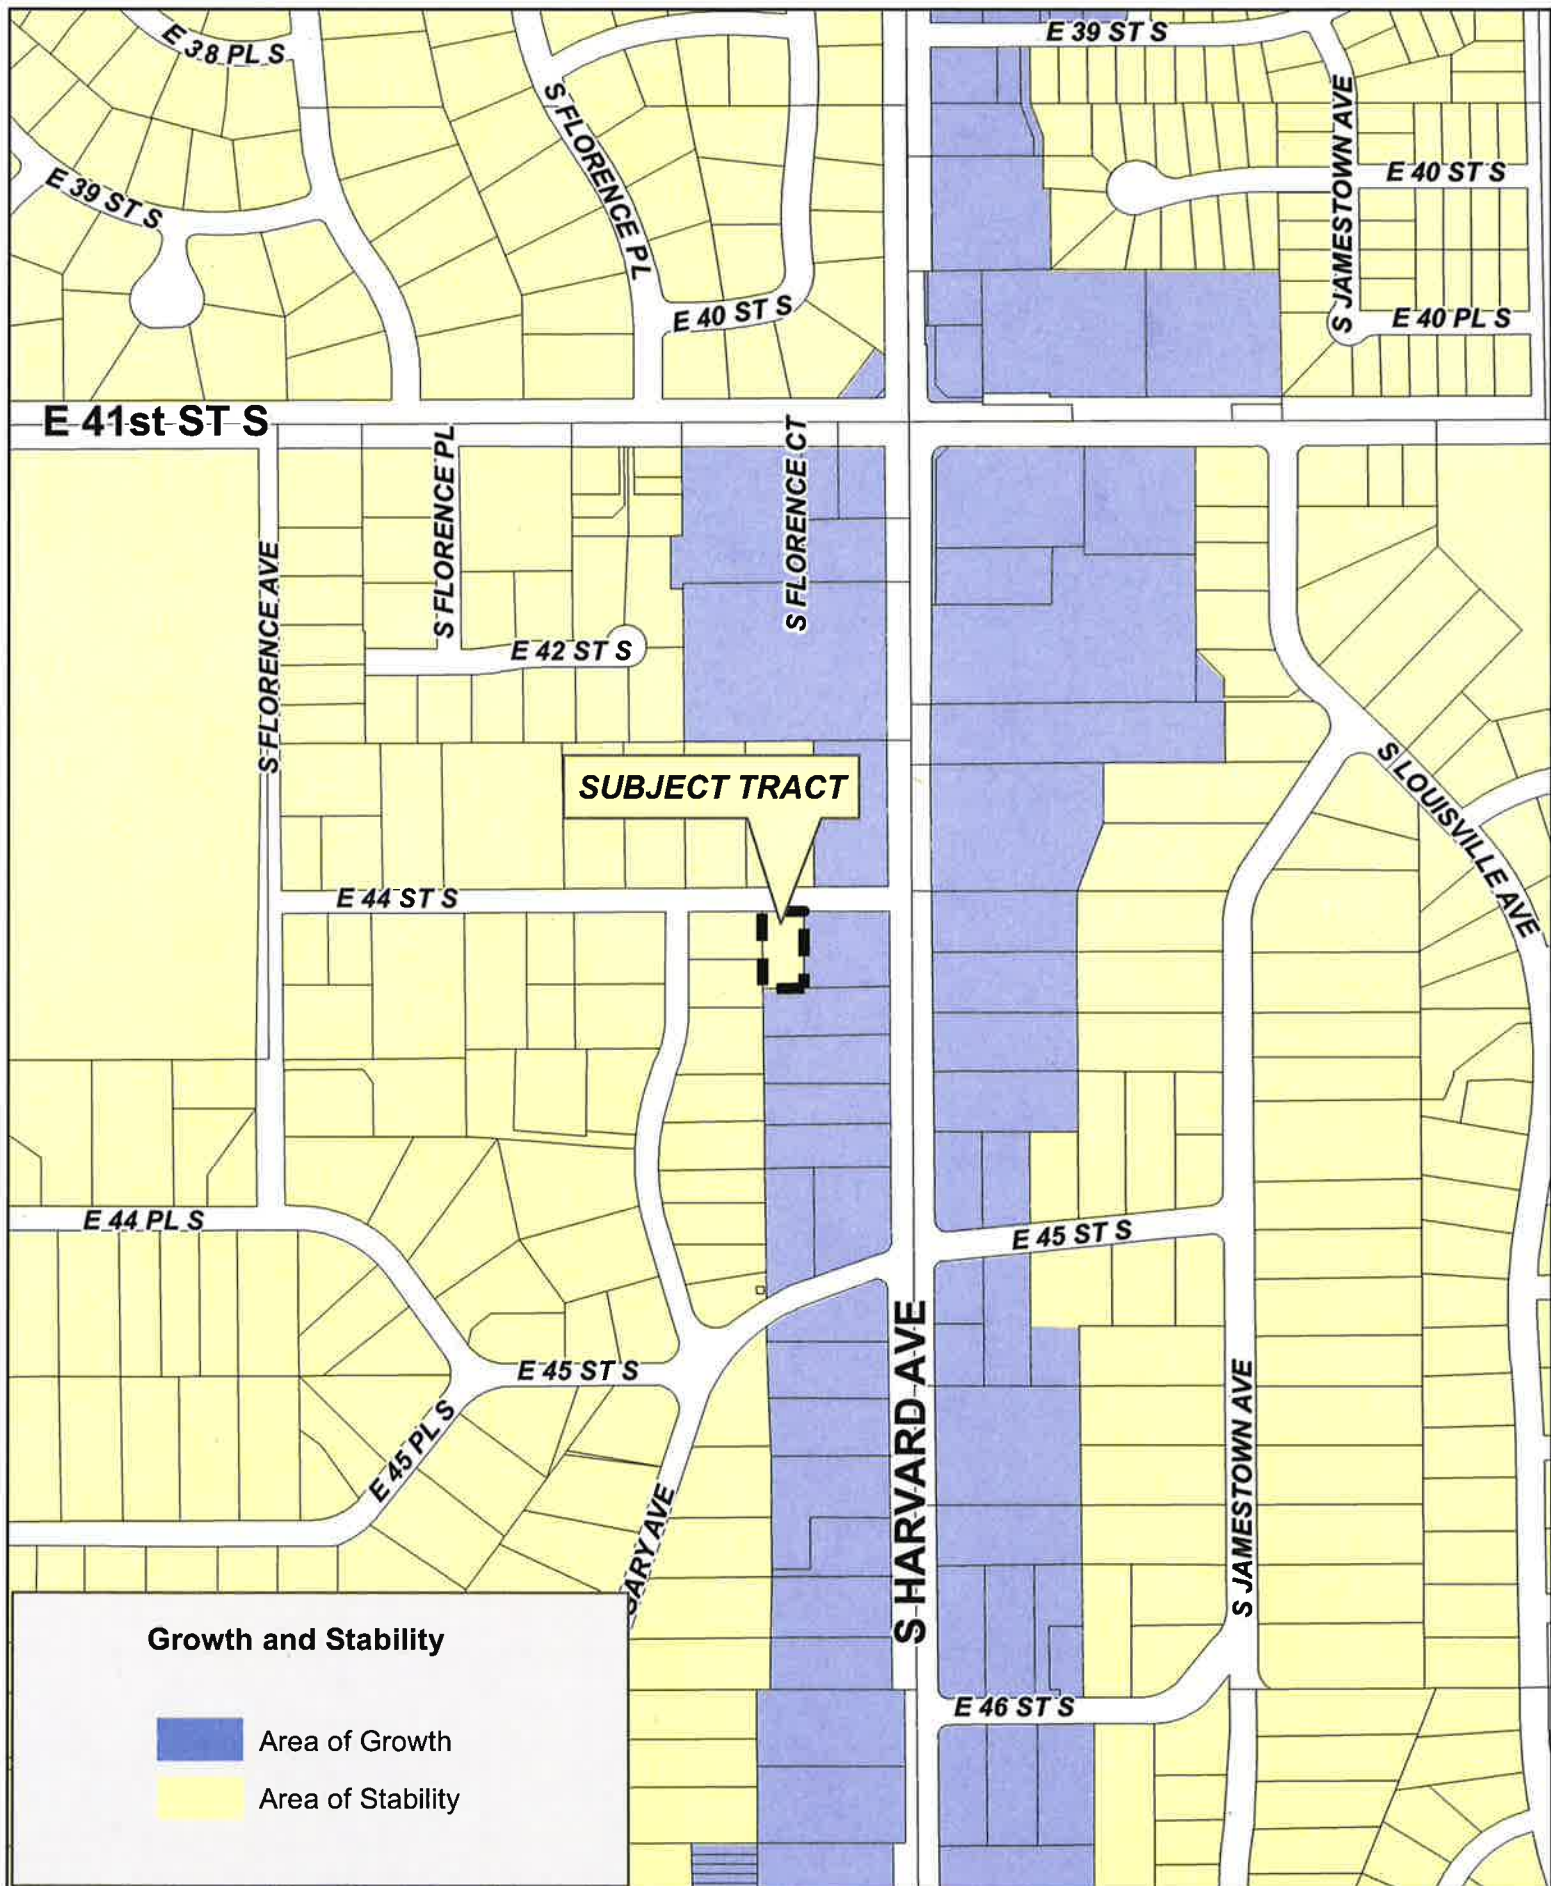 E 38 PL S
E 39 ST S
S FLORENCE PL
E 39 ST S
S JAMESTOWN AVE
E 40 ST S
E 40 ST S
E 40 PL S
E 41st ST S
S FLORENCE PL
S FLORENCE CT
S FLORENCE AVE
E 42 ST S
SUBJECT TRACT
S LOUISVILLE AVE
E 44 ST S
E 44 PL S
E 45 ST S
E 45 ST S
E 45 PL S
S HARVARD AVE
S JAMESTOWN AVE
GARY AVE
E 46 ST S
Growth and Stability
Area of Growth
Area of Stability